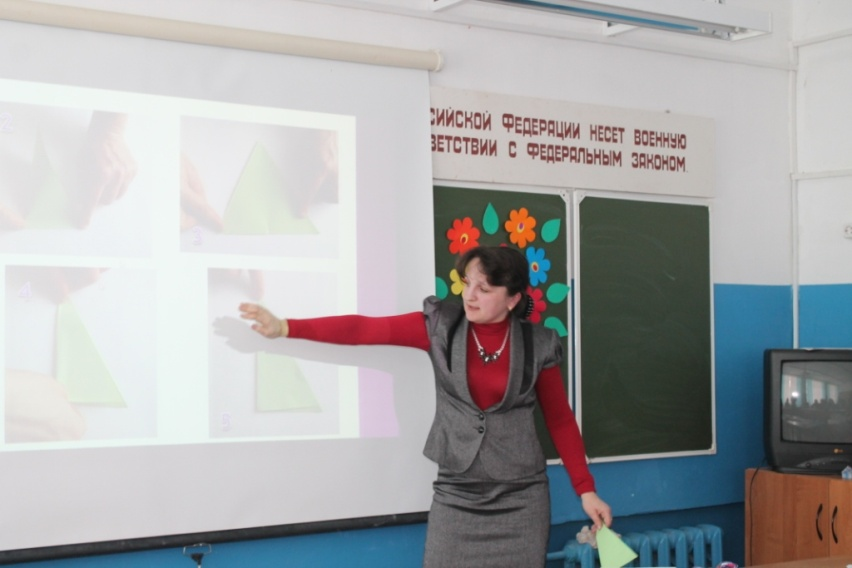 СИЙСКОЙ ФЕДЕРАЦИИ НЕСЕТ ВОЕННУЮ
ВЕТСТВИИ С ФЕДЕРАЛЬНЫМ ЗАКОНОМ.